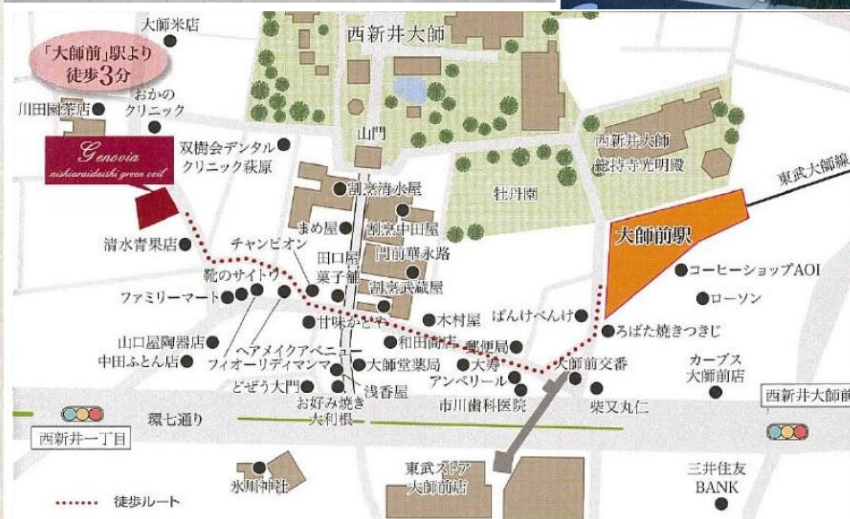 大師米店
西新井大師
「大師前」駅より
徒歩3分
おかの
クリニック
川田園茶店
山門
Genovia
nishiaraidaishi green veil
双樹会デンタル
クリニック萩原
西新井大師
總持寺光明殿
東武大師線
割烹清水屋
牡丹園
まめ屋
割烹中田屋
大師前駅
清水青果店
チャンピオン
田口屋
菓子舗
門前華永路
靴のサイトウ
割烹武蔵屋
コーヒーショップAOI
ファミリーマート
ローソン
甘味かどや
木村屋
ばんけべんけ
ろばた焼きつきじ
山口屋陶器店
和田商店
郵便局
中田ふとん店
ヘアメイクアベニュー
フィオーリディマンマ
大師堂薬局
大寿
大師前交番
カーブス
大師前店
アンベリール
どぜう大門
お好み焼き
大利根
浅香屋
市川歯科医院
柴又丸仁
西新井大師前
環七通り
西新井一丁目
氷川神社
東武ストア
大師前店
三井住友
BANK
徒歩ルート